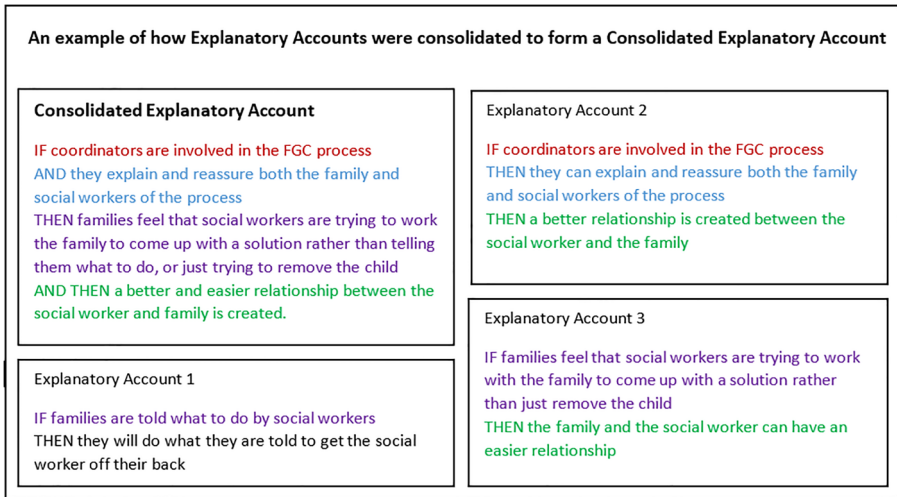 An example of how Explanatory Accounts were consolidated to form a Consolidated Explanatory Account
Consolidated Explanatory Account
IF coordinators are involved in the FGC process
AND they explain and reassure both the family and
social workers of the process
THEN families feel that social workers are trying to work
the family to come up with a solution rather than telling
them what to do, or just trying to remove the child
AND THEN a better and easier relationship between the
social worker and family is created.
Explanatory Account 1
IF families are told what to do by social workers
THEN they will do what they are told to get the social
worker off their back
Explanatory Account 2
IF coordinators are involved in the FGC process
THEN they can explain and reassure both the family
and social workers of the process
THEN a better relationship is created between the
social worker and the family
Explanatory Account 3
IF families feel that social workers are trying to work
with the family to come up with a solution rather
than just remove the child
THEN the family and the social worker can have an
easier relationship